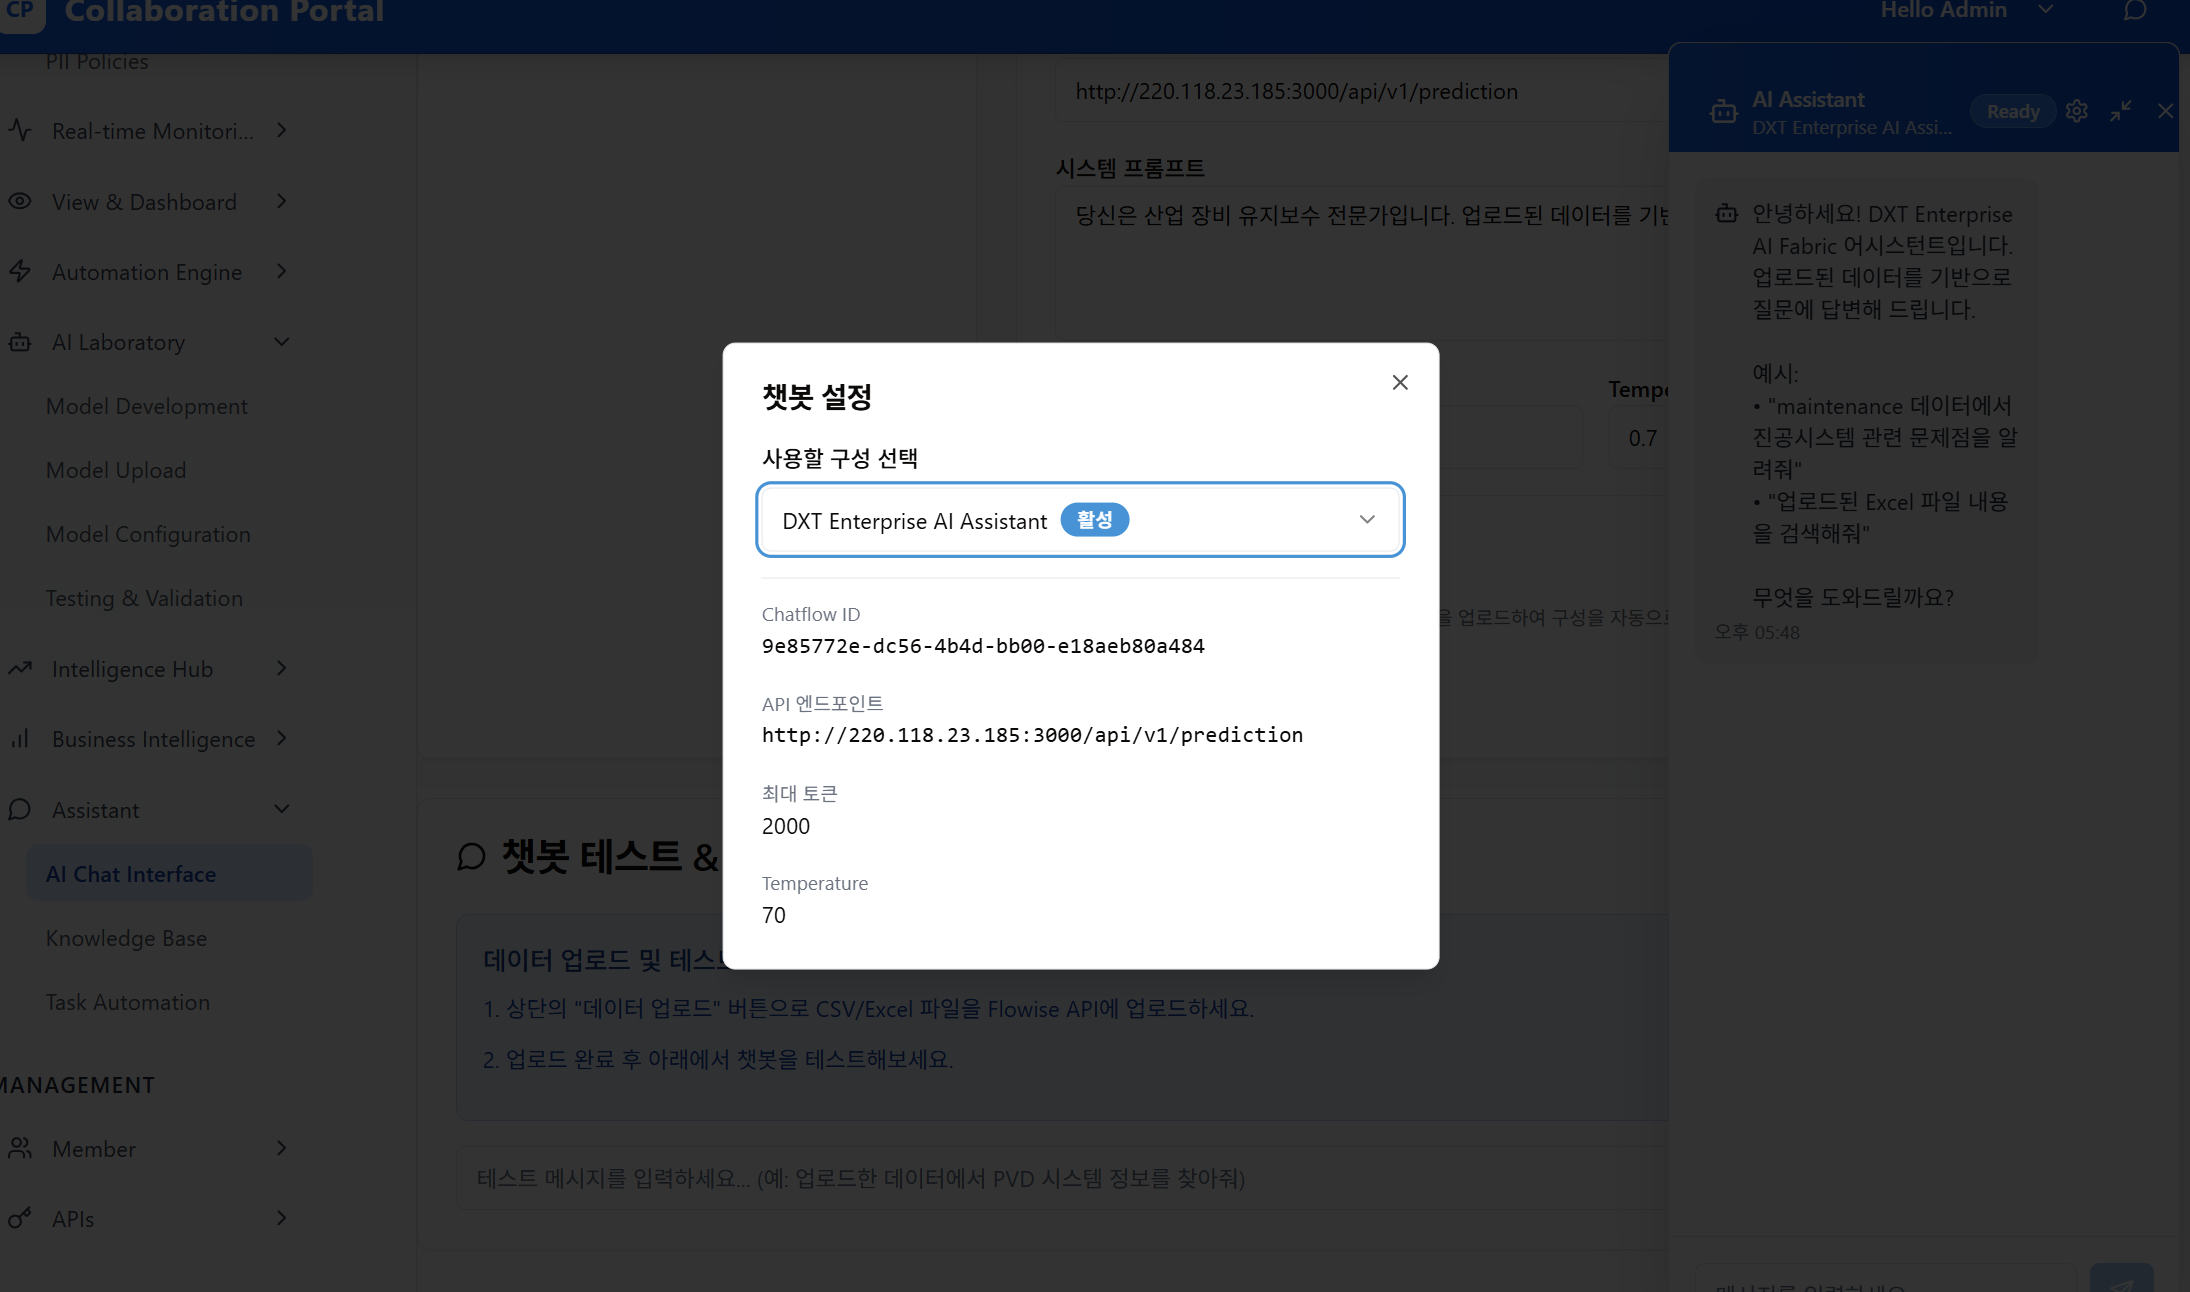 CP
Collaboration Portal
Hello Admin
PII Policies
Real-time Monitori...
View & Dashboard
Automation Engine
AI Laboratory
Model Development
Model Upload
Model Configuration
Testing & Validation
Intelligence Hub
Business Intelligence
Assistant
AI Chat Interface
Knowledge Base
Task Automation
MANAGEMENT
Member
APIs
http://220.118.23.185:3000/api/v1/prediction
시스템 프롬프트
당신은 산업 장비 유지보수 전문가입니다. 업로드된 데이터를
0.7
을 업로드하여 구성을
챗봇 설정
사용할 구성 선택
DXT Enterprise AI Assistant 활성
Chatflow ID
9e85772e-dc56-4b4d-bb00-e18aeb80a484
API 엔드포인트
http://220.118.23.185:3000/api/v1/prediction
최대 토큰
2000
Temperature
70
챗봇 테스트 &
데이터 업로드 및
1. 상단의 "데이터 업로드" 버튼으로 CSV/Excel 파일을 Flowise API에 업로드하세요.
2. 업로드 완료 후 아래에서 챗봇을 테스트해보세요.
테스트 메시지를 입력하세요... (예: 업로드한 데이터에서 PVD 시스템 정보를 찾아줘)
AI Assistant
DXT Enterprise AI Assi...
Ready
안녕하세요! DXT Enterprise
AI Fabric 어시스턴트입니다.
업로드된 데이터를 기반으로
질문에 답변해 드립니다.
예시:
• "maintenance 데이터에서
진공시스템 관련 문제점을 알
려줘"
• "업로드된 Excel 파일 내용
을 검색해줘"
무엇을 도와드릴까요?
오후 05:48